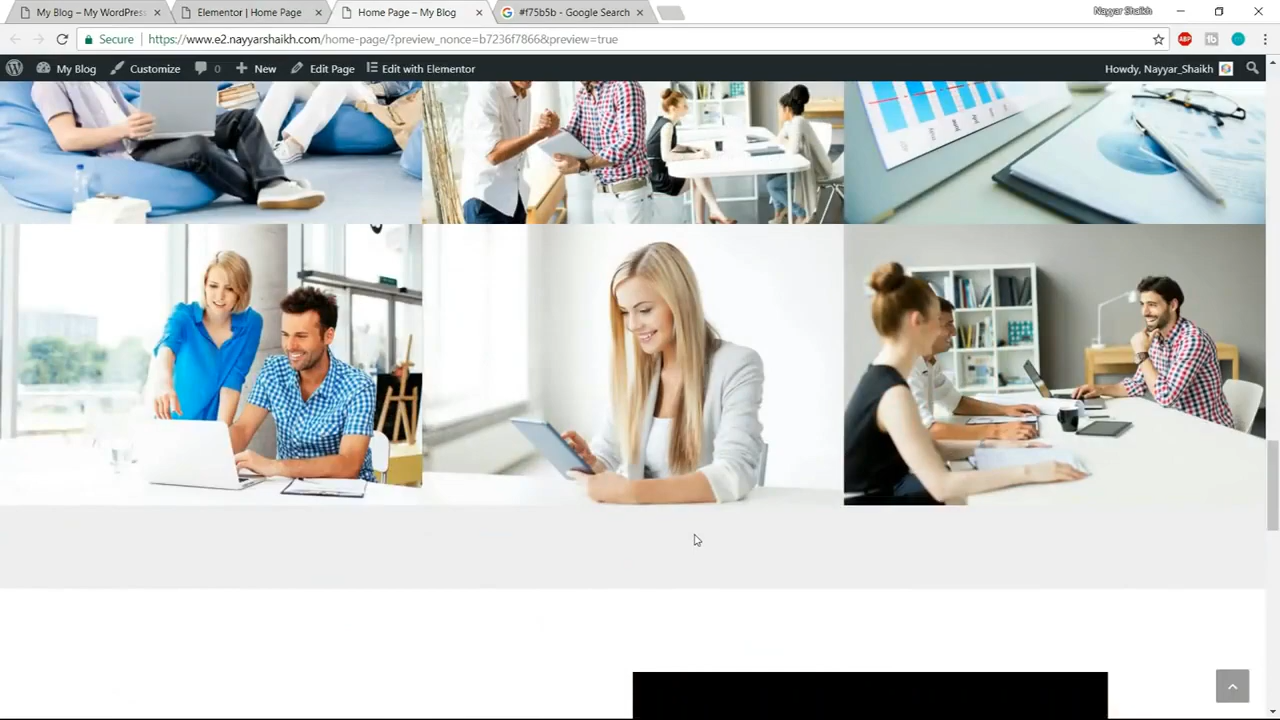 My Blog – My WordPress
Elementor | Home Page
Home Page – My Blog
#f75b5b - Google Search
Nayyar Shaikh
Secure
https://www.e2.nayyarshaikh.com/home-page/?preview_nonce=b7236f7866&preview=true
ABP
My Blog
Customize
0
New
Edit Page
Edit with Elementor
Howdy, Nayyar_Shaikh